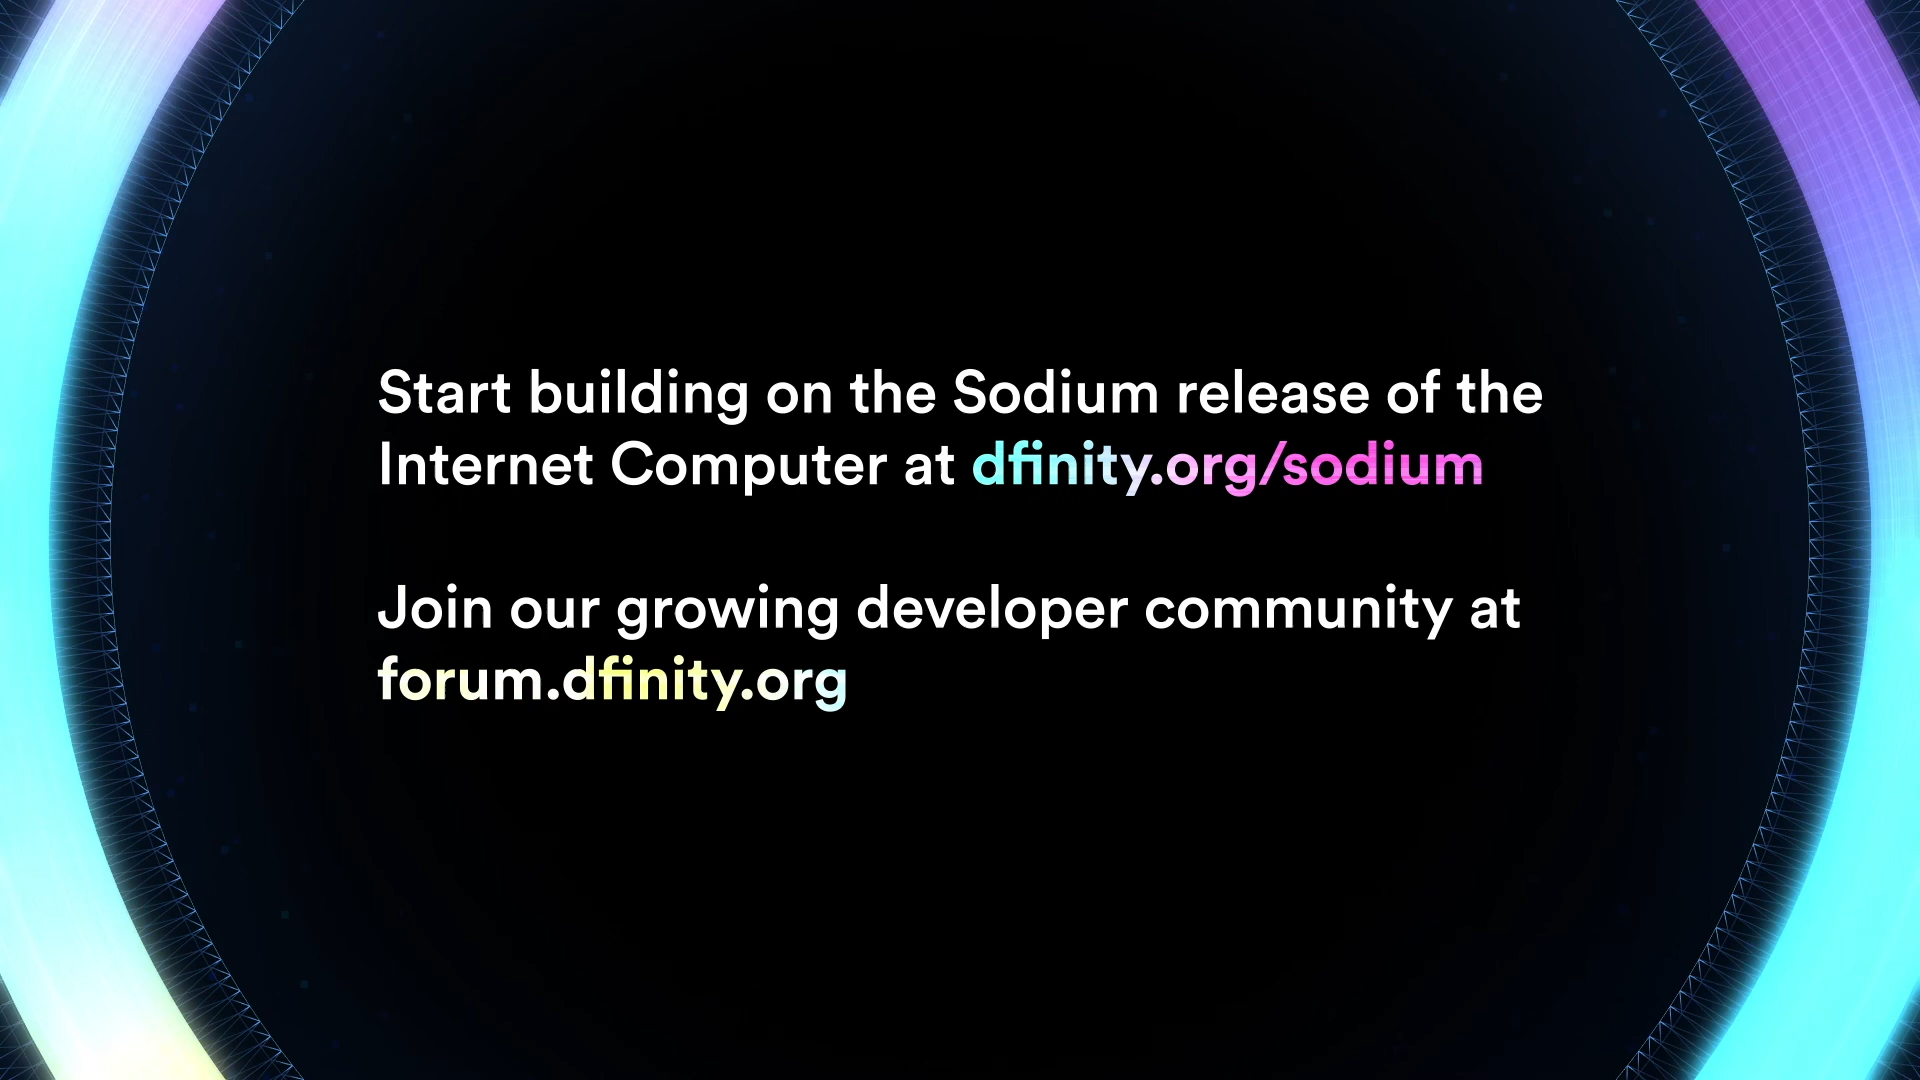 Start building on the Sodium release of the
Internet Computer at dfinity.org/sodium
Join our growing developer community at
forum.dfinity.org